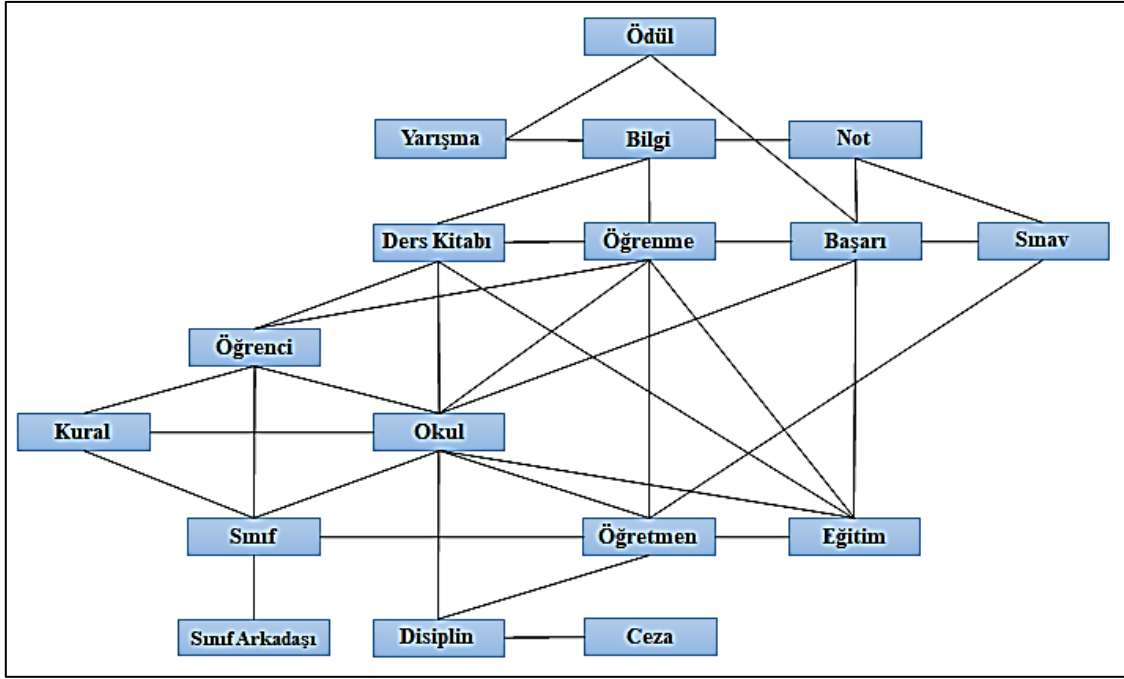 Ödül
Yarışma
Bilgi
Not
Ders Kitabı
Öğrenme
Başarı
Sınav
Öğrenci
Kural
Okul
Sınıf
Öğretmen
Eğitim
Sınıf Arkadaşı
Disiplin
Ceza